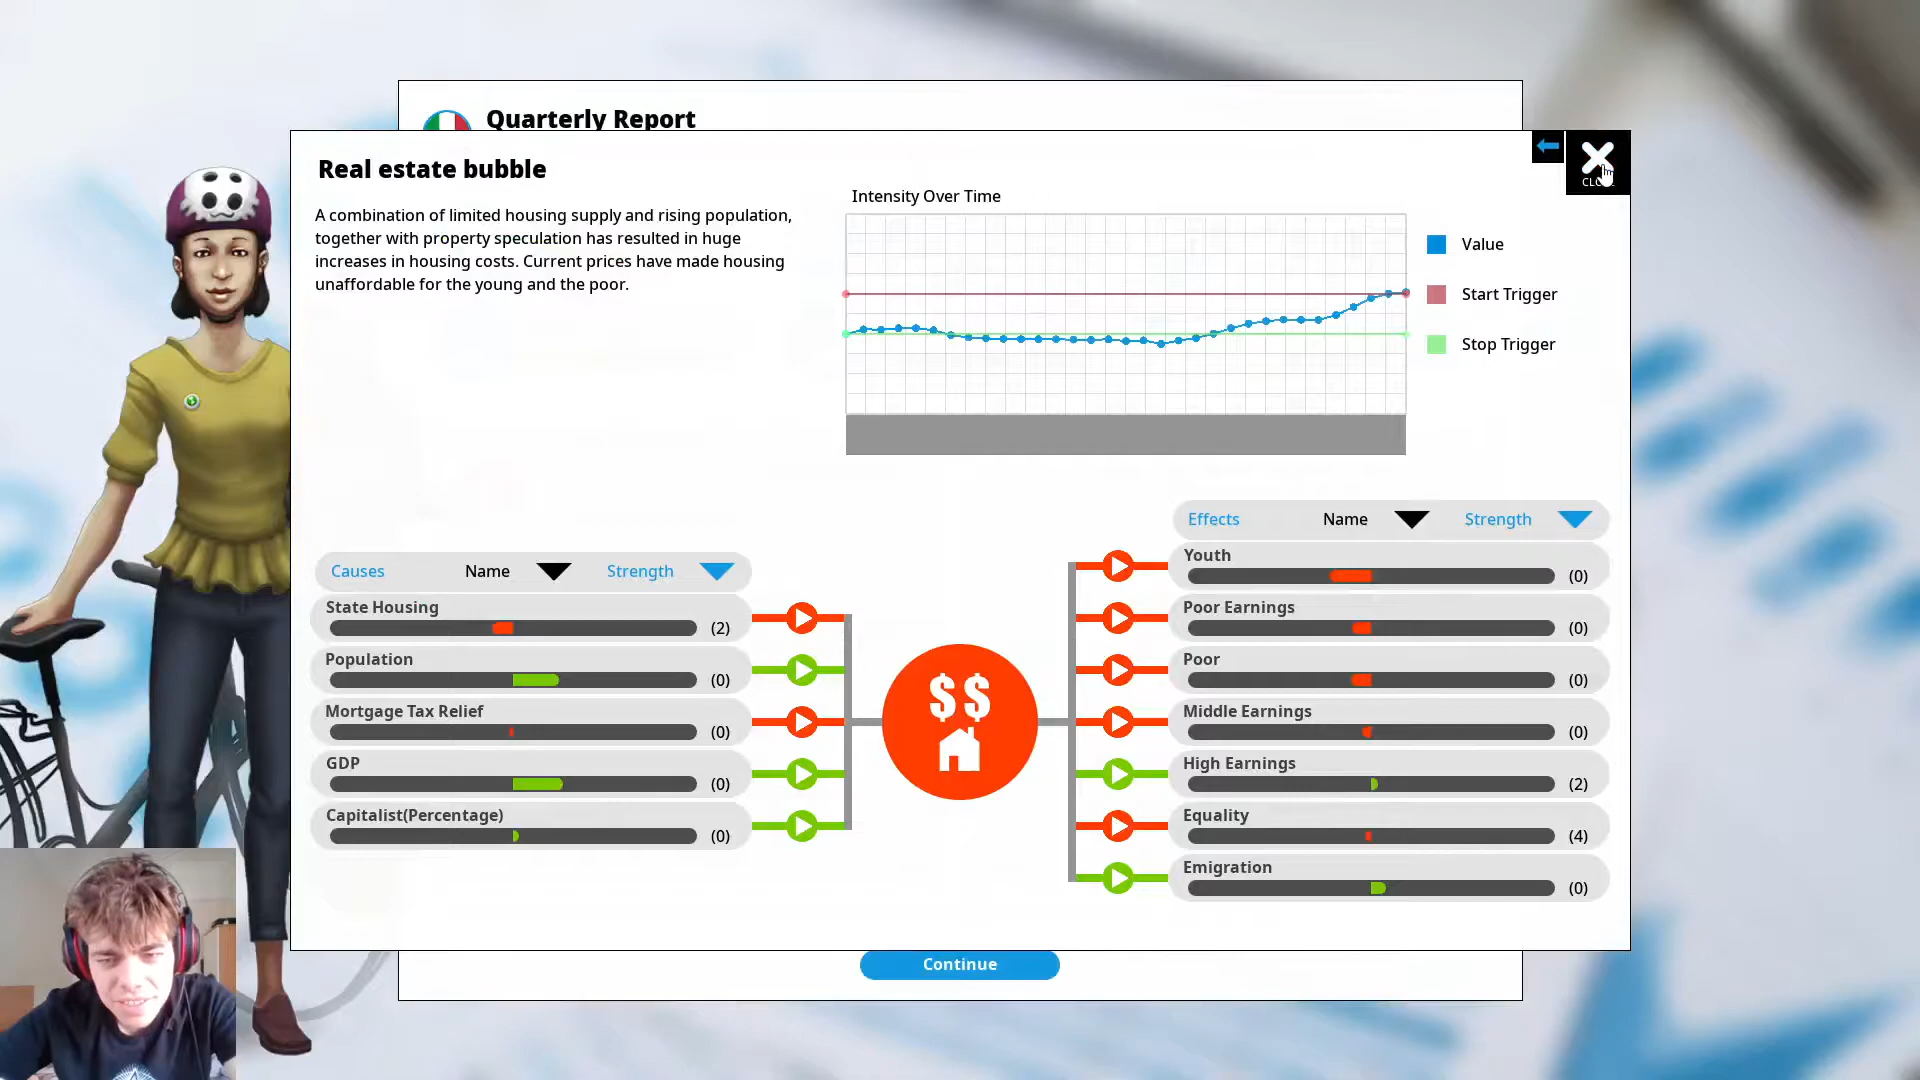 Quarterly Report
Real estate bubble
A combination of limited housing supply and rising population,
together with property speculation has resulted in huge
increases in housing costs. Current prices have made housing
unaffordable for the young and the poor.
Intensity Over Time
Value
Start Trigger
Stop Trigger
Causes Name Strength
State Housing
(2)
Population
(0)
Mortgage Tax Relief
(0)
GDP
(0)
Capitalist(Percentage)
(0)
$$
Effects Name Strength
Youth
(0)
Poor Earnings
(0)
Poor
(0)
Middle Earnings
(0)
High Earnings
(2)
Equality
(4)
Emigration
(0)
Continue